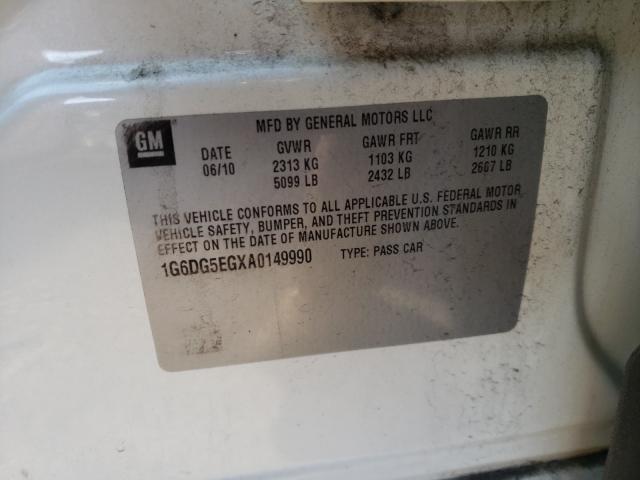 GM
MFD BY GENERAL MOTORS LLC
DATE GVWR GAWR FRT GAWR RR
06/10 2313 KG 1103 KG 1210 KG
5099 LB 2432 LB 2667 LB
THIS VEHICLE CONFORMS TO ALL APPLICABLE U.S. FEDERAL MOTOR
VEHICLE SAFETY, BUMPER, AND THEFT PREVENTION STANDARDS IN
EFFECT ON THE DATE OF MANUFACTURE SHOWN ABOVE.
1G6DG5EGXA0149990 TYPE: PASS CAR